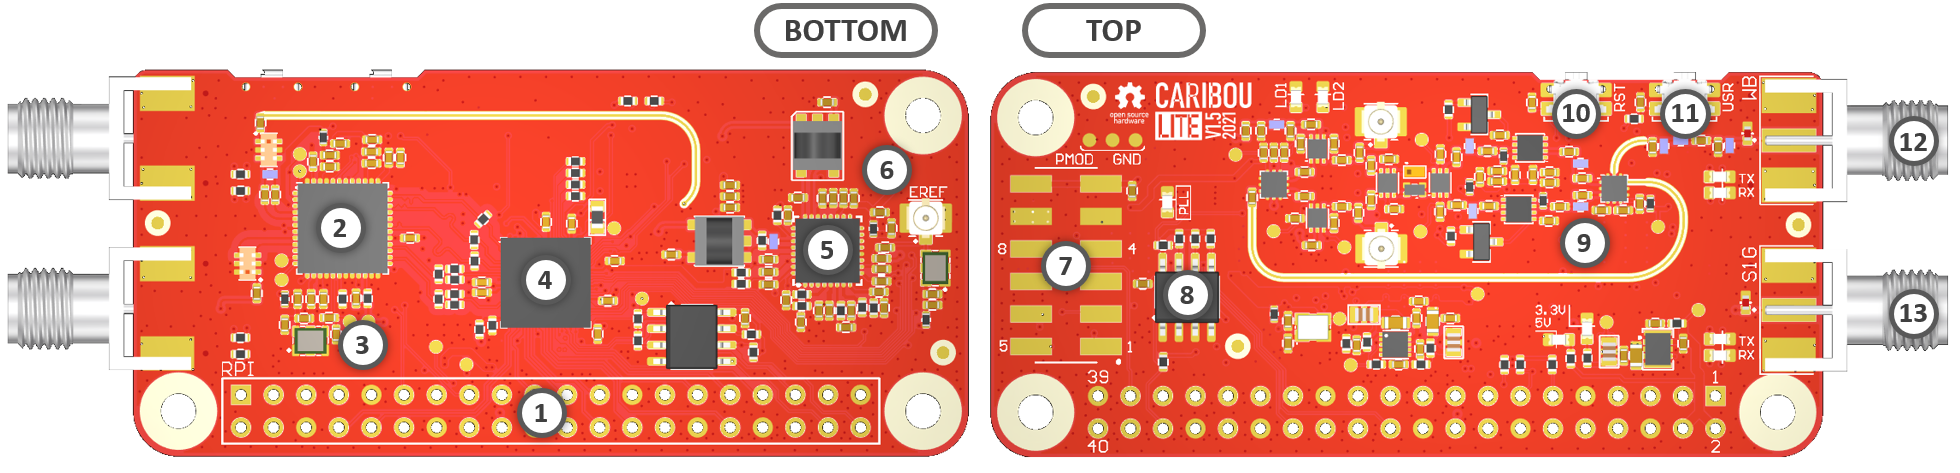 BOTTOM
TOP
1
2
3
4
5
6
EREF
RPI
LD1
LD2
open source
hardware
CARIBOU
LITE
V1.5
2021
PMOD GND
PLL
8
4
5
1
7
8
9
10
RST
11
USR
WB
12
TX
RX
S1G
13
3.3V
5V
TX
RX
39
40
1
2